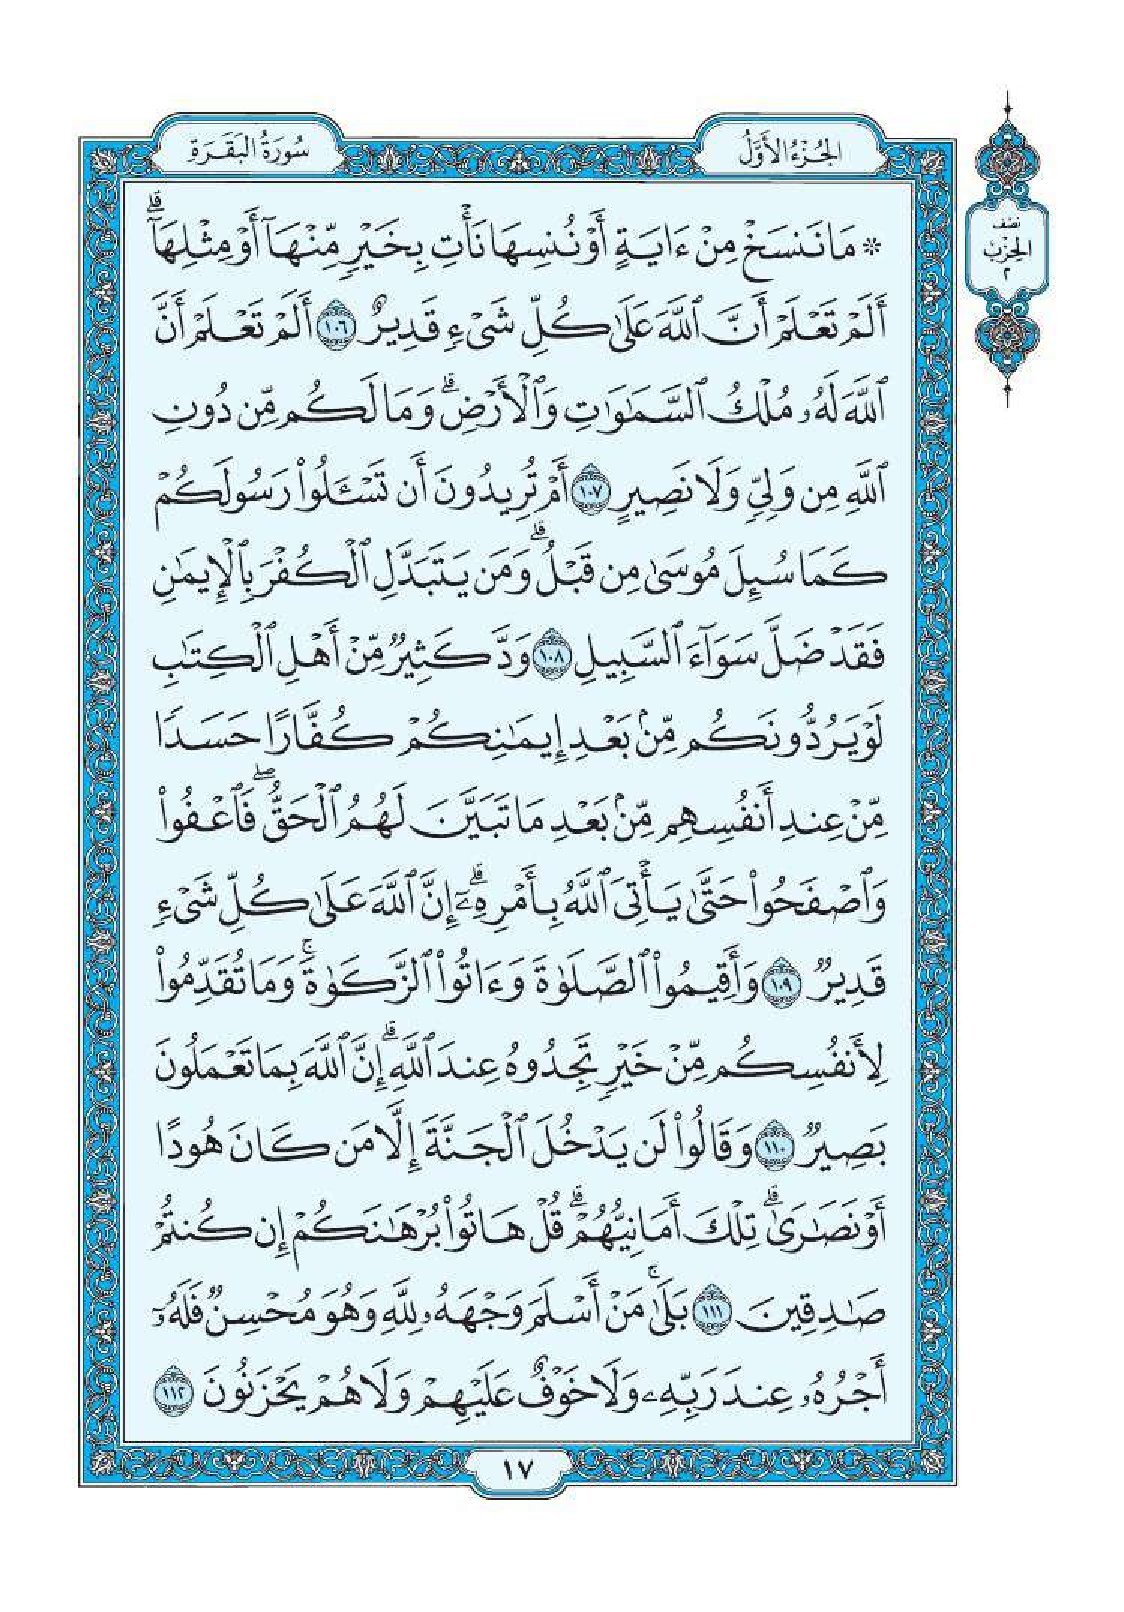 الجُزْءُ الأَوَّلُ
سُورَةُ البَقَرَةِ
نصف
الحزب
٢
۞ مَا نَنسَخْ مِنْ ءَايَةٍ أَوْ نُنسِهَا نَأْتِ بِخَيْرٍ مِّنْهَآ أَوْ مِثْلِهَآۗ
أَلَمْ تَعْلَمْ أَنَّ ٱللَّهَ عَلَىٰ كُلِّ شَىْءٍ قَدِيرٌ ١٠٦ أَلَمْ تَعْلَمْ أَنَّ
ٱللَّهَ لَهُۥ مُلْكُ ٱلسَّمَـٰوَٰتِ وَٱلْأَرْضِۗ وَمَا لَكُم مِّن دُونِ
ٱللَّهِ مِن وَلِىٍّ وَلَا نَصِيرٍ ١٠٧ أَمْ تُرِيدُونَ أَن تَسْـَٔلُوا۟ رَسُولَكُمْ
كَمَا سُئِلَ مُوسَىٰ مِن قَبْلُۗ وَمَن يَتَبَدَّلِ ٱلْكُفْرَ بِٱلْإِيمَـٰنِ
فَقَدْ ضَلَّ سَوَآءَ ٱلسَّبِيلِ ١٠٨ وَدَّ كَثِيرٌ مِّنْ أَهْلِ ٱلْكِتَـٰبِ
لَوْ يَرُدُّونَكُم مِّنۢ بَعْدِ إِيمَـٰنِكُمْ كُفَّارًا حَسَدًا
مِّنْ عِندِ أَنفُسِهِم مِّنۢ بَعْدِ مَا تَبَيَّنَ لَهُمُ ٱلْحَقُّۖ فَٱعْفُوا۟
وَٱصْفَحُوا۟ حَتَّىٰ يَأْتِىَ ٱللَّهُ بِأَمْرِهِۦٓۗ إِنَّ ٱللَّهَ عَلَىٰ كُلِّ شَىْءٍ
قَدِيرٌ ١٠٩ وَأَقِيمُوا۟ ٱلصَّلَوٰةَ وَءَاتُوا۟ ٱلزَّكَوٰةَۚ وَمَا تُقَدِّمُوا۟
لِأَنفُسِكُم مِّنْ خَيْرٍ تَجِدُوهُ عِندَ ٱللَّهِۗ إِنَّ ٱللَّهَ بِمَا تَعْمَلُونَ
بَصِيرٌ ١١٠ وَقَالُوا۟ لَن يَدْخُلَ ٱلْجَنَّةَ إِلَّا مَن كَانَ هُودًا
أَوْ نَصَـٰرَىٰۗ تِلْكَ أَمَانِيُّهُمْۗ قُلْ هَاتُوا۟ بُرْهَـٰنَكُمْ إِن كُنتُمْ
صَـٰدِقِينَ ١١١ بَلَىٰۚ مَنْ أَسْلَمَ وَجْهَهُۥ لِلَّهِ وَهُوَ مُحْسِنٌ فَلَهُۥٓ
أَجْرُهُۥ عِندَ رَبِّهِۦ وَلَا خَوْفٌ عَلَيْهِمْ وَلَا هُمْ يَحْزَنُونَ ١١٢
١٧